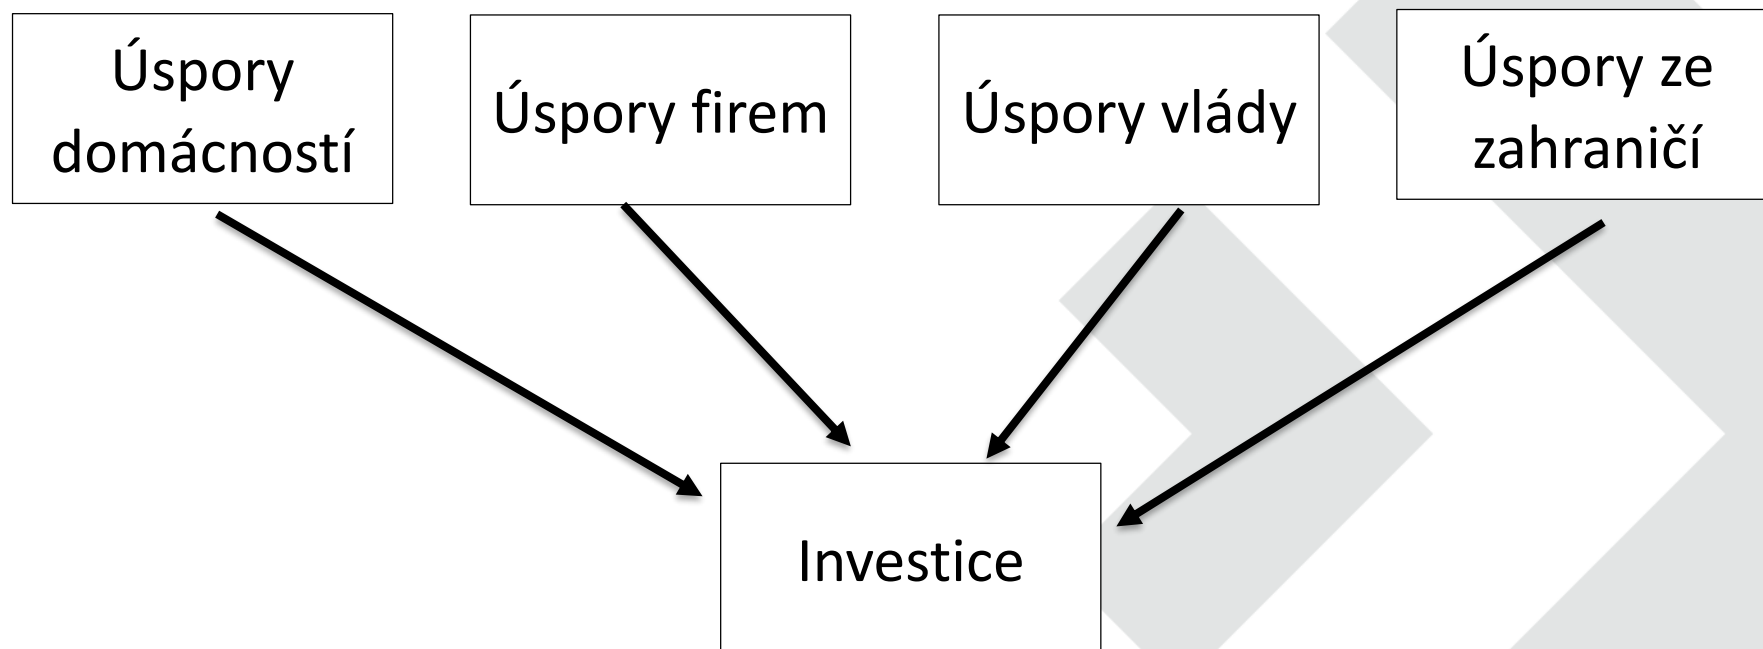 Úspory
domácností
Úspory firem
Úspory vlády
Úspory ze
zahraničí
Investice